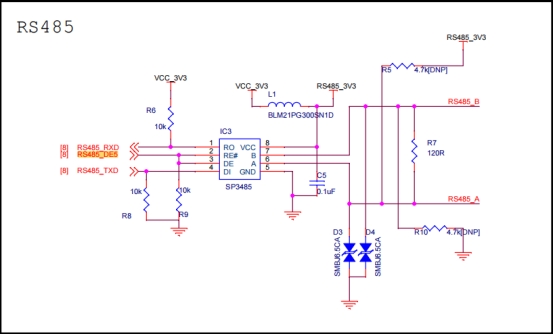 RS485
RS485_3V3
R5 4.7k[DNP]
VCC_3V3
VCC_3V3 RS485_3V3
L1
BLM21PG300SN1D
R6
10k
RS485_B
IC3
[8] RS485_RXD 1 RO VCC 8
[8] RS485_DE5 2 RE# B 7
3 DE A 6
[8] RS485_TXD 4 DI GND 5
SP3485
R7
120R
C5
0.1uF
10k 10k
R8 R9
RS485_A
D3 D4
SMBJ6.5CA SMBJ6.5CA
R10 4.7k[DNP]